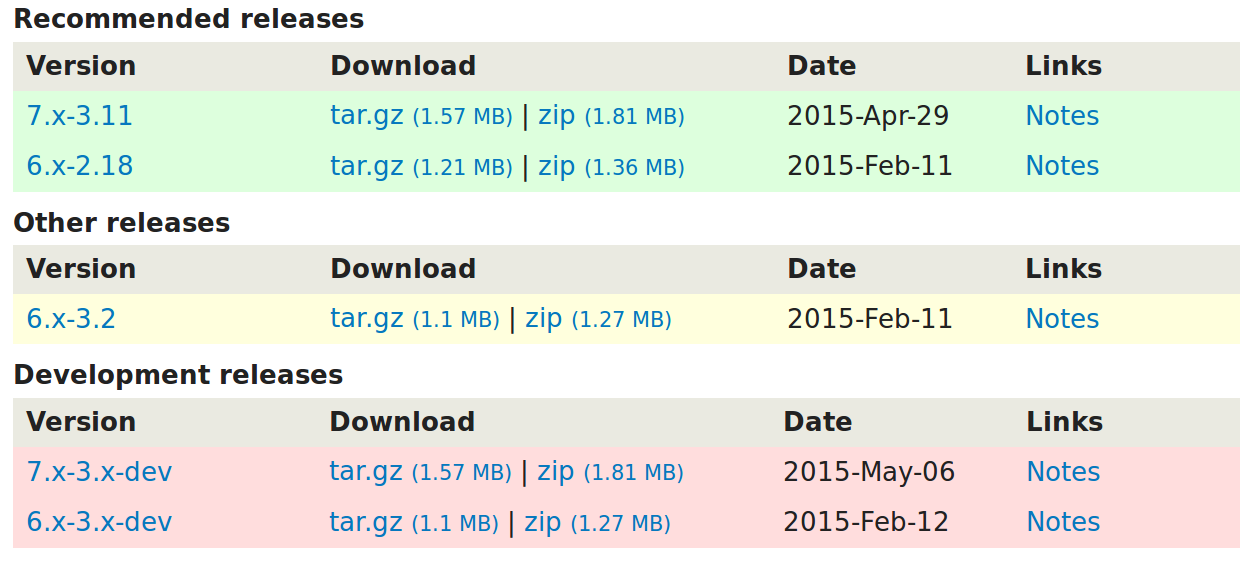 Recommended releases
Version Download Date Links
7.x-3.11 tar.gz (1.57 MB) | zip (1.81 MB) 2015-Apr-29 Notes
6.x-2.18 tar.gz (1.21 MB) | zip (1.36 MB) 2015-Feb-11 Notes
Other releases
Version Download Date Links
6.x-3.2 tar.gz (1.1 MB) | zip (1.27 MB) 2015-Feb-11 Notes
Development releases
Version Download Date Links
7.x-3.x-dev tar.gz (1.57 MB) | zip (1.81 MB) 2015-May-06 Notes
6.x-3.x-dev tar.gz (1.1 MB) | zip (1.27 MB) 2015-Feb-12 Notes